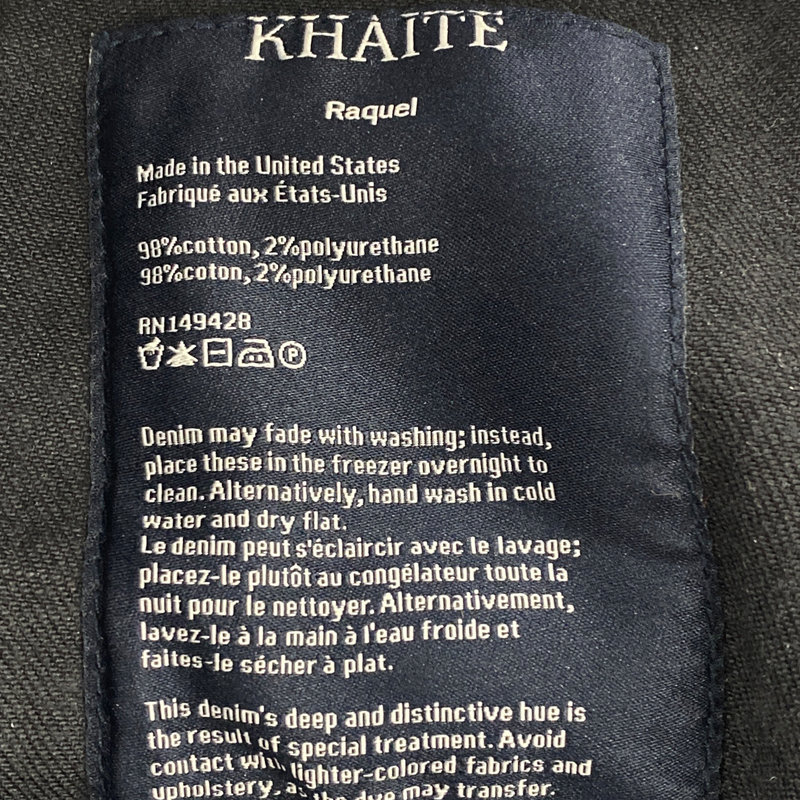 KHAITE
Raquel
Made in the United States
Fabriqué aux États-Unis
98%cotton, 2%polyurethane
98%coton, 2%polyurethane
RN149428
P
Denim may fade with washing; instead,
place these in the freezer overnight to
clean. Alternatively, hand wash in cold
water and dry flat.
Le denim peut s'éclaircir avec le lavage;
placez-le plutôt au congélateur toute la
nuit pour le nettoyer. Alternativement,
lavez-le à la main à l'eau froide et
faites-le sécher à plat.
This denim's deep and distinctive hue is
the result of special treatment. Avoid
contact with lighter-colored fabrics and
upholstery, as the dye may transfer.